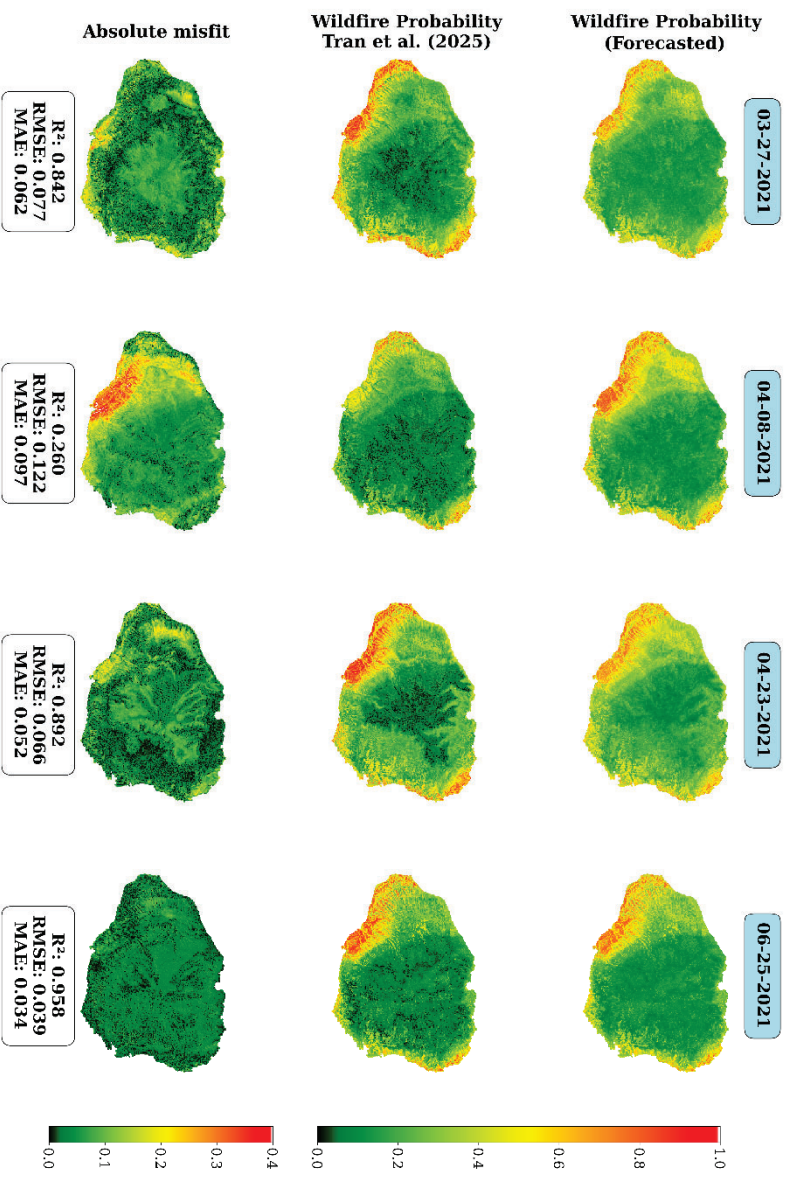 03-27-2021
04-08-2021
04-23-2021
06-25-2021
Wildfire Probability
(Forecasted)
Wildfire Probability
Tran et al. (2025)
1.0
0.8
0.6
0.4
0.2
0.0
Absolute misfit
0.4
0.3
0.2
0.1
0.0
R²: 0.842
RMSE: 0.077
MAE: 0.062
R²: 0.260
RMSE: 0.122
MAE: 0.097
R²: 0.892
RMSE: 0.066
MAE: 0.052
R²: 0.958
RMSE: 0.039
MAE: 0.034